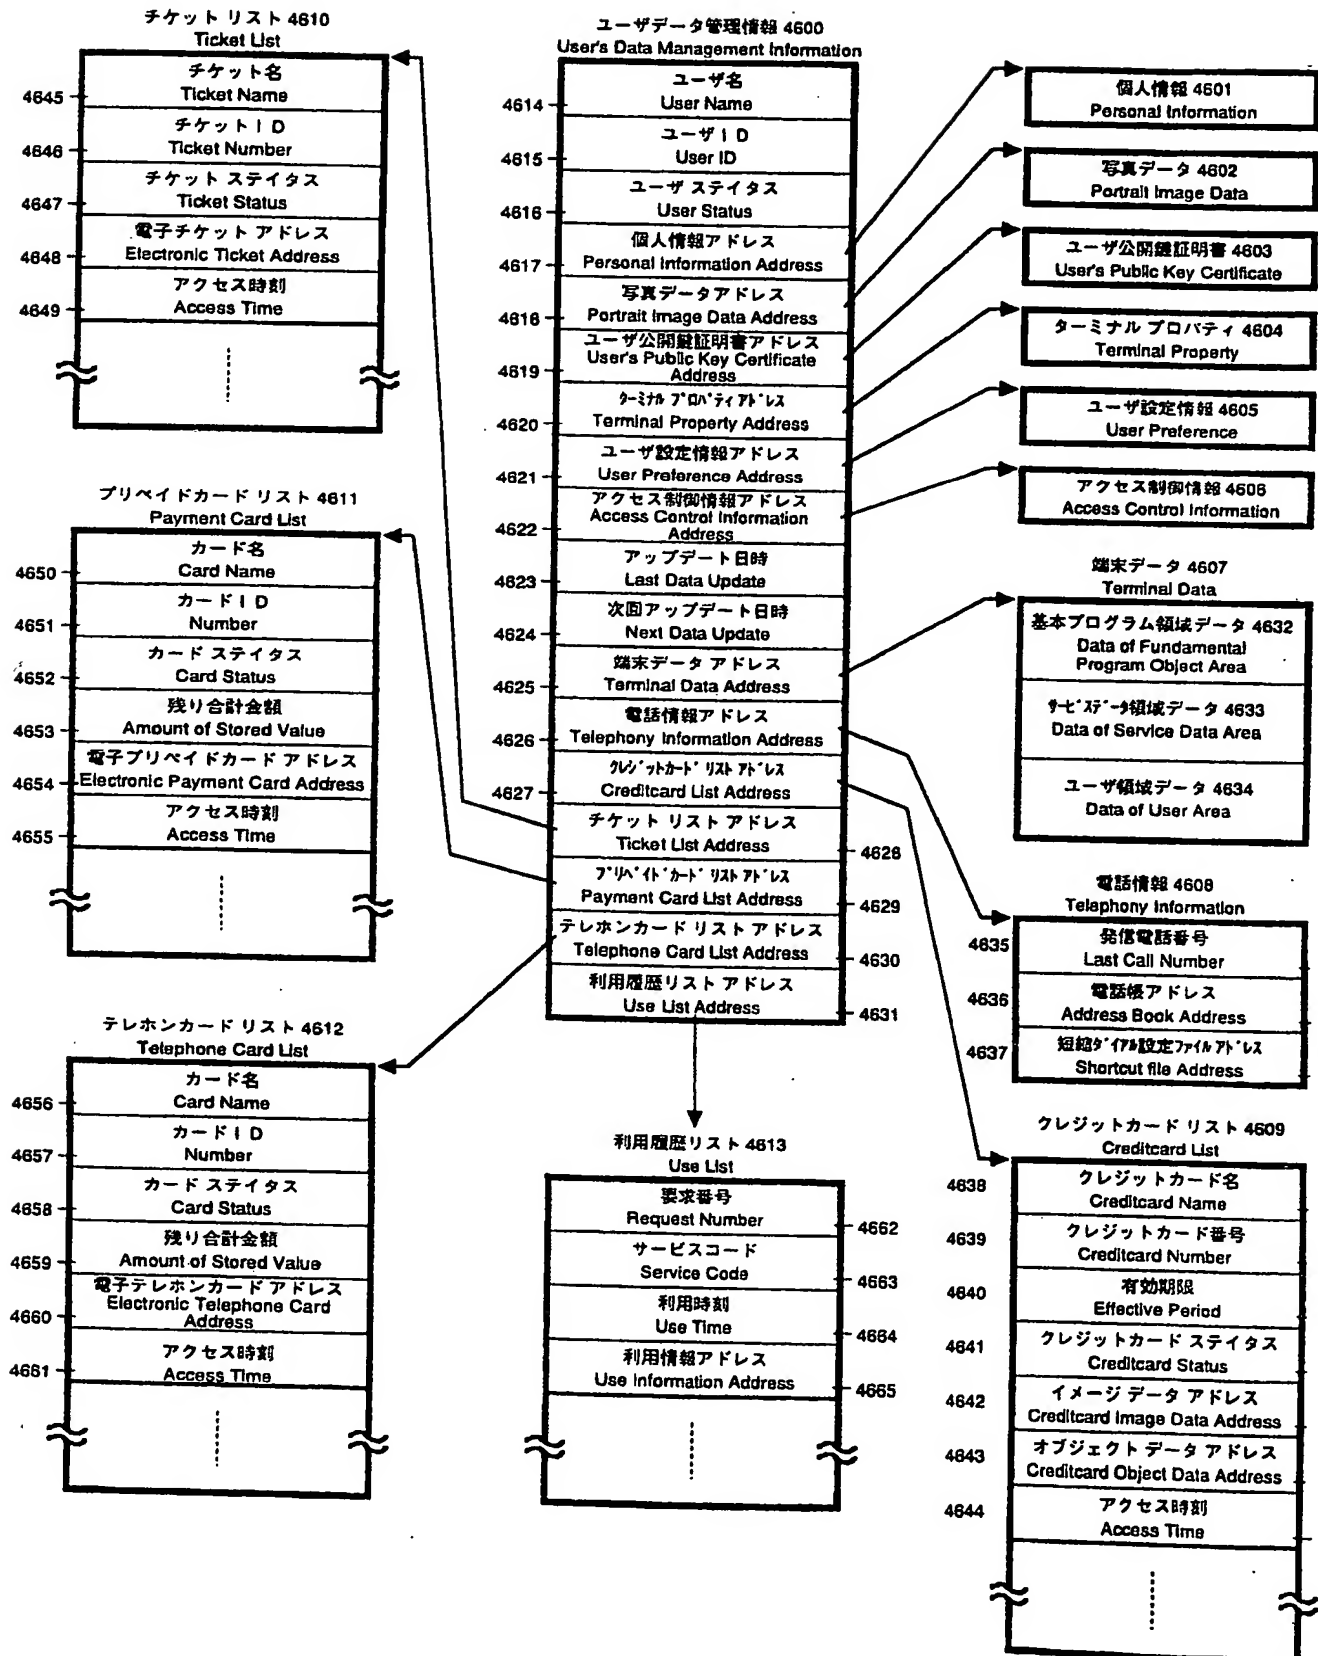 チケット リスト 4610
Ticket List
チケット名
Ticket Name
4645
チケットID
Ticket Number
4646
チケット ステイタス
Ticket Status
4647
電子チケット アドレス
Electronic Ticket Address
4648
アクセス時刻
Access Time
4649
プリペイドカード リスト 4611
Payment Card List
カード名
Card Name
4650
カードID
Number
4651
カード ステイタス
Card Status
4652
残り合計金額
Amount of Stored Value
4653
電子プリペイドカード アドレス
Electronic Payment Card Address
4654
アクセス時刻
Access Time
4655
テレホンカード リスト 4612
Telephone Card List
カード名
Card Name
4656
カードID
Number
4657
カード ステイタス
Card Status
4658
残り合計金額
Amount of Stored Value
4659
電子テレホンカード アドレス
Electronic Telephone Card
Address
4660
アクセス時刻
Access Time
4661
ユーザデータ管理情報 4600
User's Data Management Information
ユーザ名
User Name
4614
ユーザID
User ID
4615
ユーザ ステイタス
User Status
4616
個人情報アドレス
Personal Information Address
4617
写真データアドレス
Portrait Image Data Address
4618
ユーザ公開鍵証明書アドレス
User's Public Key Certificate
Address
4619
ターミナル プロパティアドレス
Terminal Property Address
4620
ユーザ設定情報アドレス
User Preference Address
4621
アクセス制御情報アドレス
Access Control Information
Address
4622
アップデート日時
Last Data Update
4623
次回アップデート日時
Next Data Update
4624
端末データ アドレス
Terminal Data Address
4625
電話情報アドレス
Telephony Information Address
4626
クレジットカード リスト アドレス
Creditcard List Address
4627
チケット リスト アドレス
Ticket List Address
4628
プリペイドカード リスト アドレス
Payment Card List Address
4629
テレホンカード リスト アドレス
Telephone Card List Address
4630
利用履歴リスト アドレス
Use List Address
4631
利用履歴リスト 4613
Use List
要求番号
Request Number
4662
サービスコード
Service Code
4663
利用時刻
Use Time
4664
利用情報アドレス
Use Information Address
4665
個人情報 4601
Personal Information
写真データ 4602
Portrait Image Data
ユーザ公開鍵証明書 4603
User's Public Key Certificate
ターミナル プロパティ 4604
Terminal Property
ユーザ設定情報 4605
User Preference
アクセス制御情報 4606
Access Control Information
端末データ 4607
Terminal Data
基本プログラム領域データ 4632
Data of Fundamental
Program Object Area
サービスデータ領域データ 4633
Data of Service Data Area
ユーザ領域データ 4634
Data of User Area
電話情報 4608
Telephony Information
4635
発信電話番号
Last Call Number
4636
電話帳アドレス
Address Book Address
4637
短縮ダイアル設定ファイルアドレス
Shortcut file Address
クレジットカード リスト 4609
Creditcard List
4638
クレジットカード名
Creditcard Name
4639
クレジットカード番号
Creditcard Number
4640
有効期限
Effective Period
4641
クレジットカード ステイタス
Creditcard Status
4642
イメージ データ アドレス
Creditcard Image Data Address
4643
オブジェクト データ アドレス
Creditcard Object Data Address
4644
アクセス時刻
Access Time